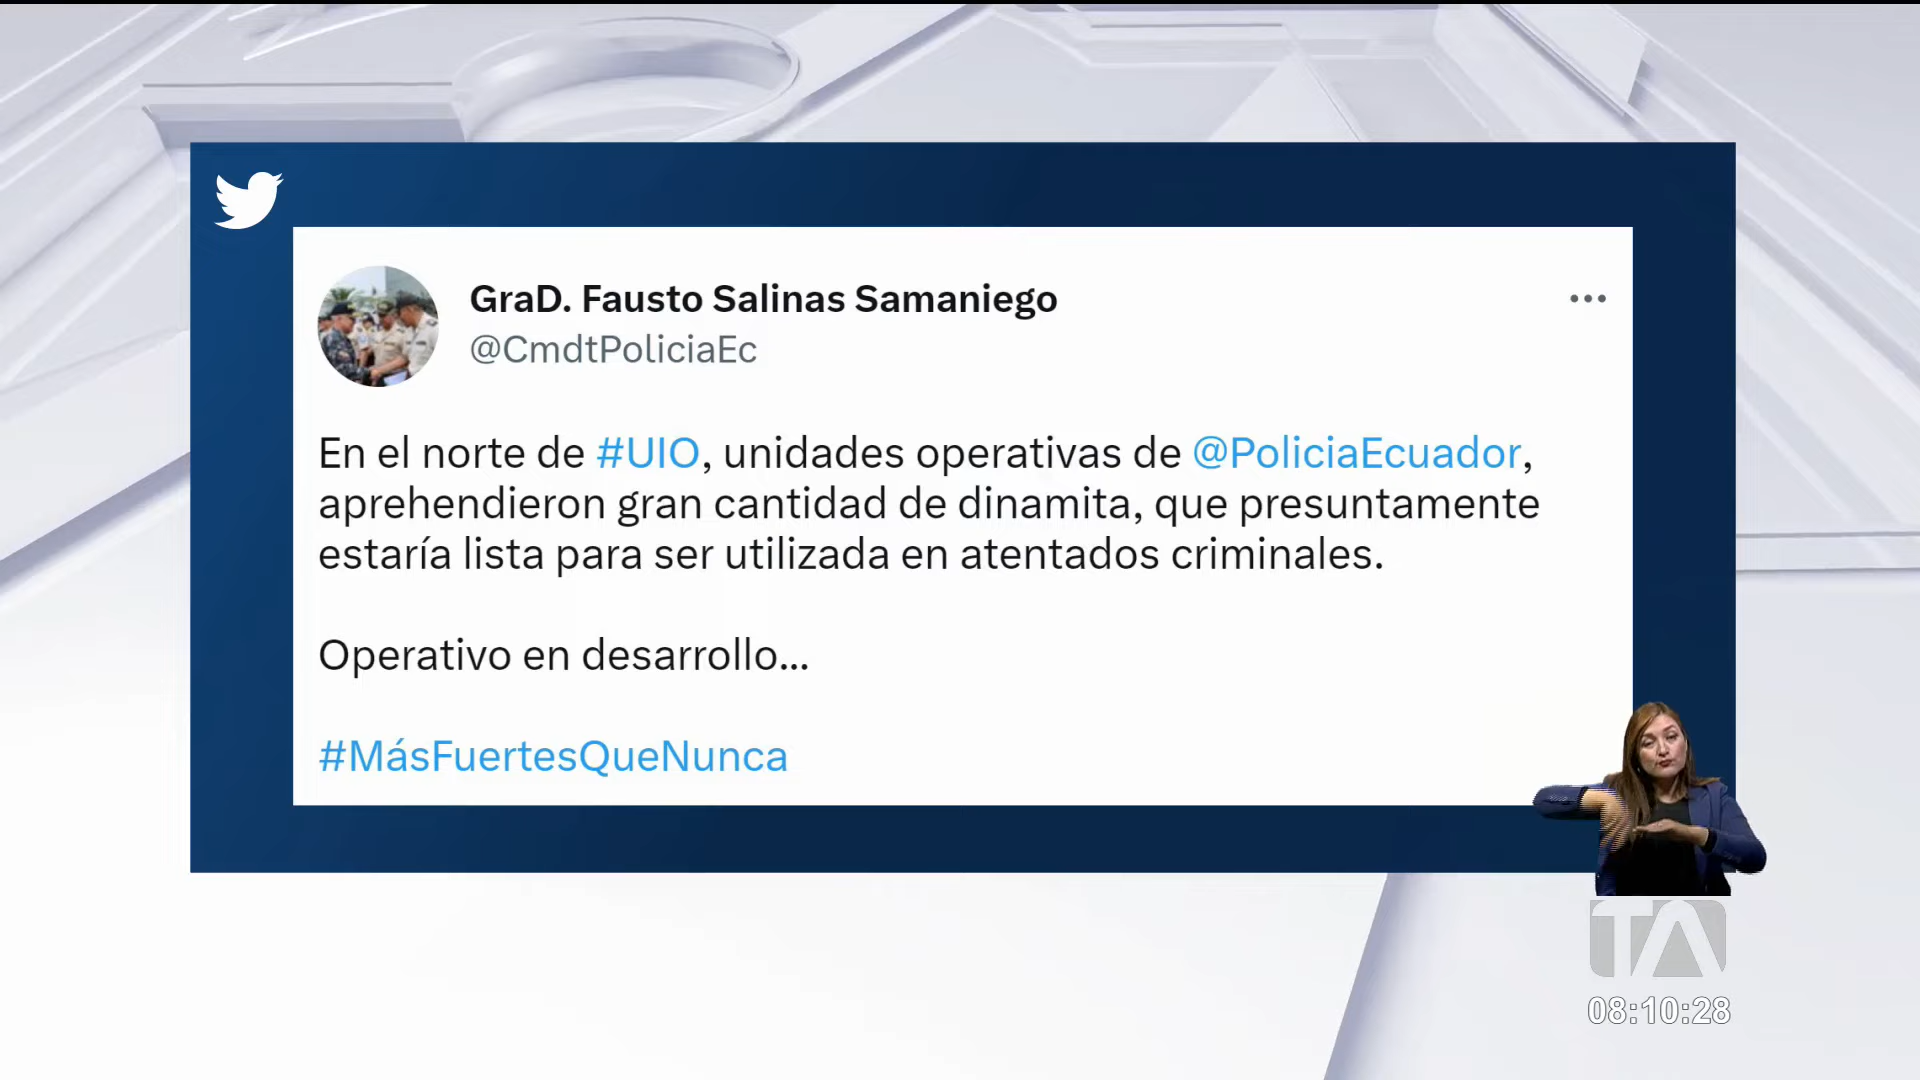 GraD. Fausto Salinas Samaniego
@CmdtPoliciaEc
En el norte de #UIO, unidades operativas de @PoliciaEcuador,
aprehendieron gran cantidad de dinamita, que presuntamente
estaría lista para ser utilizada en atentados criminales.
Operativo en desarrollo...
#MásFuertesQueNunca
TA
08:10:28